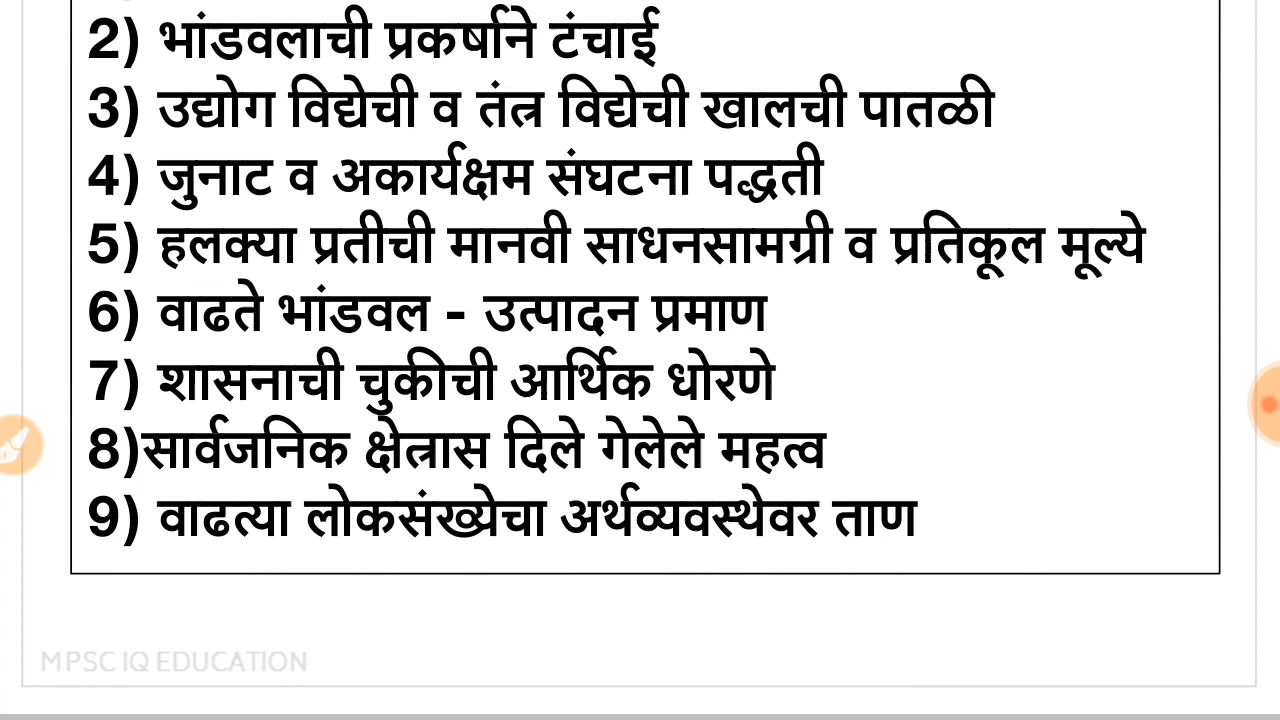 2) भांडवलाची प्रकर्षाने टंचाई
3) उद्योग विद्येची व तंत्र विद्येची खालची पातळी
4) जुनाट व अकार्यक्षम संघटना पद्धती
5) हलक्या प्रतीची मानवी साधनसामग्री व प्रतिकूल मूल्ये
6) वाढते भांडवल - उत्पादन प्रमाण
7) शासनाची चुकीची आर्थिक धोरणे
8)सार्वजनिक क्षेत्रास दिले गेलेले महत्व
9) वाढत्या लोकसंख्येचा अर्थव्यवस्थेवर ताण
MPSC IQ EDUCATION